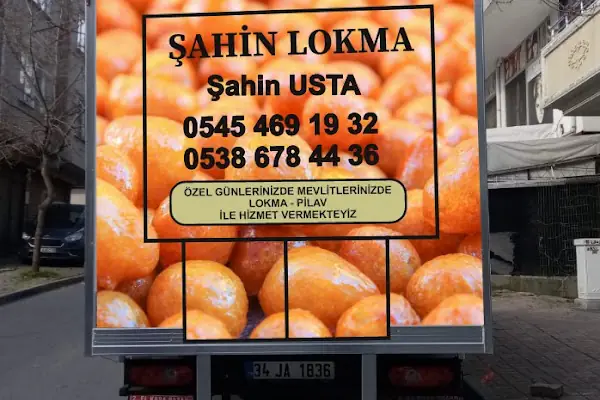 ŞAHİN LOKMA
Şahin USTA
0545 469 19 32
0538 678 44 36
ÖZEL GÜNLERİNİZDE MEVLİTLERİNİZDE
LOKMA - PİLAV
İLE HİZMET VERMEKTEYİZ
34 JA 1836